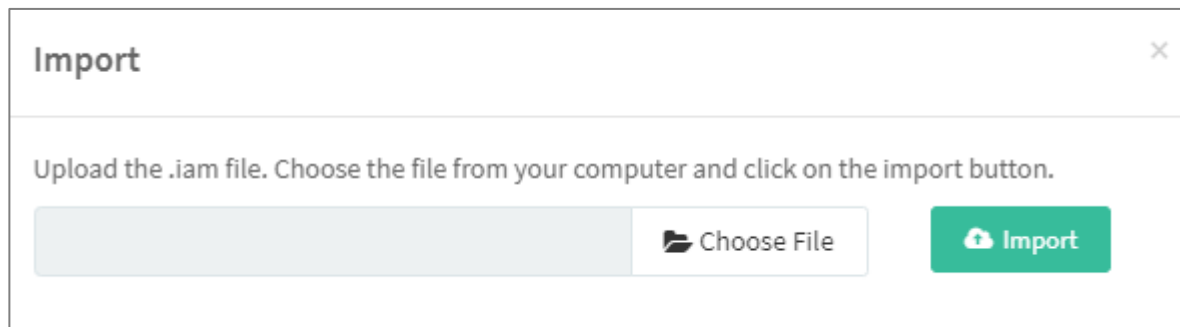 Import
Upload the .iam file. Choose the file from your computer and click on the import button.
Choose File
Import